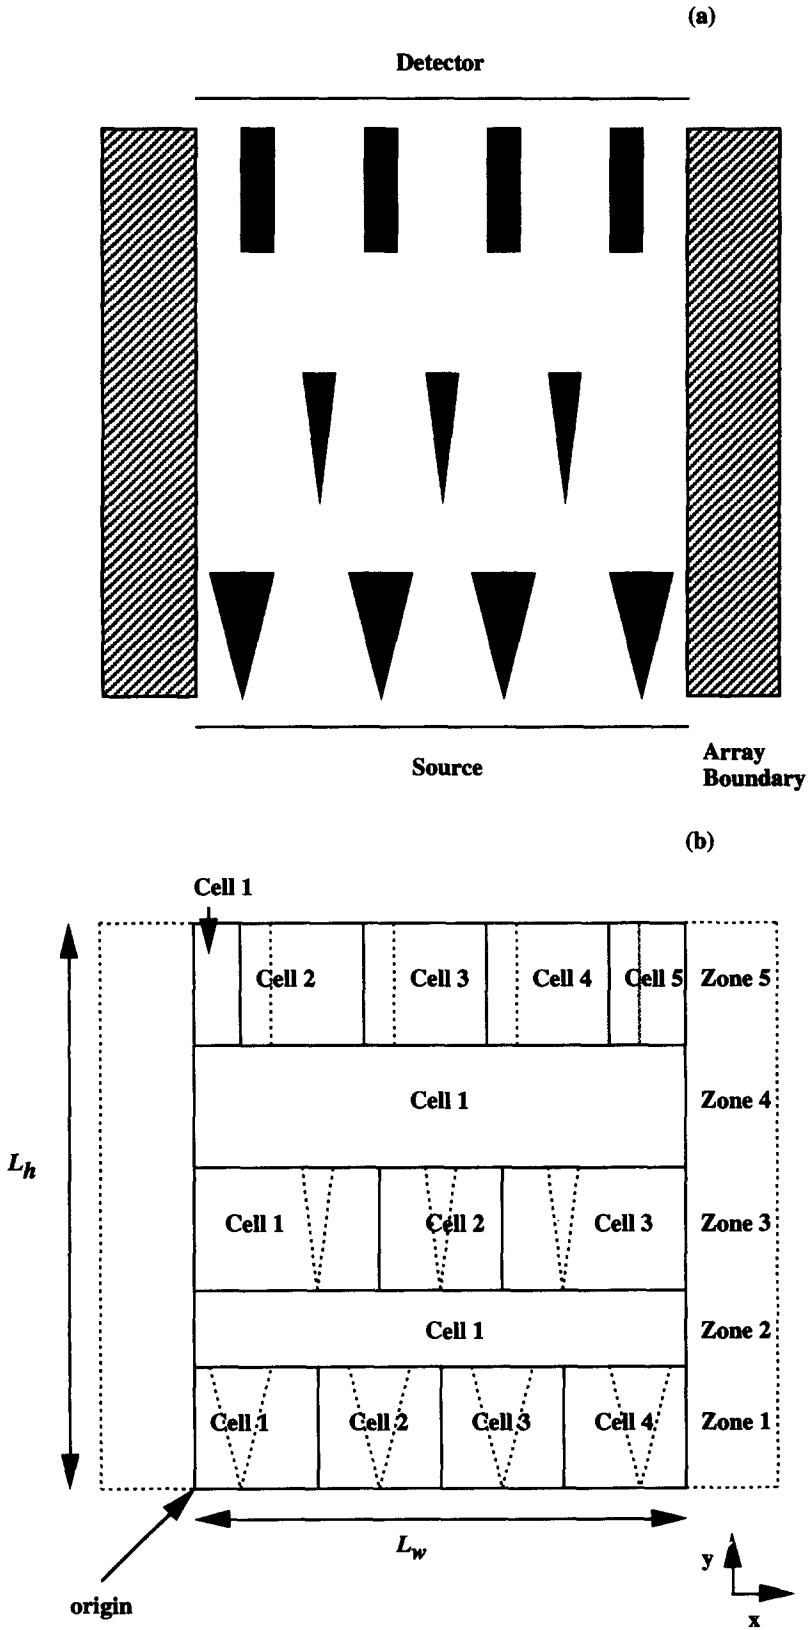 (a)
Detector
Source
Array
Boundary
(b)
Cell 1
Cell 2
Cell 3
Cell 4
Cell 5
Zone 5
Cell 1
Zone 4
L_h
Cell 1
Cell 2
Cell 3
Zone 3
Cell 1
Zone 2
Cell 1
Cell 2
Cell 3
Cell 4
Zone 1
L_w
origin
y
x